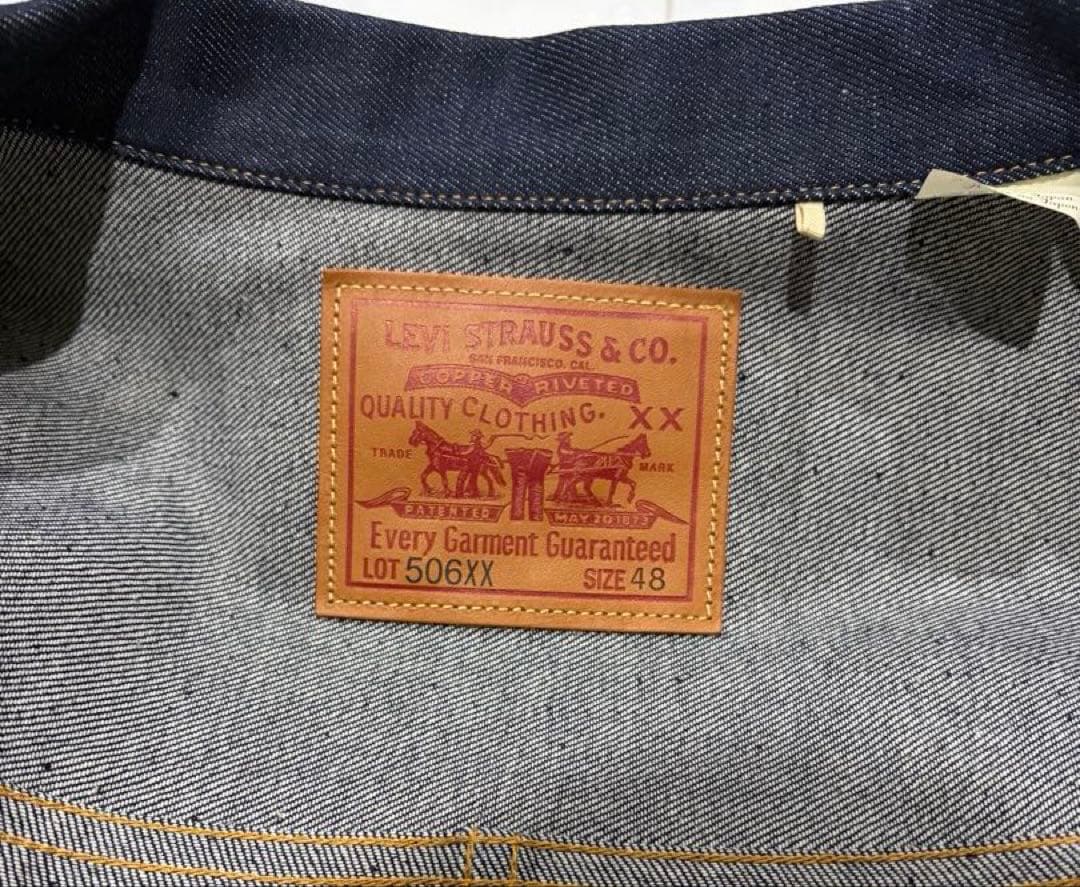 LEVI STRAUSS & CO.
SAN FRANCISCO, CAL.
COPPER RIVETED
QUALITY CLOTHING. XX
TRADE MARK
PATENTED MAY 20 1873
Every Garment Guaranteed
LOT 506XX SIZE 48